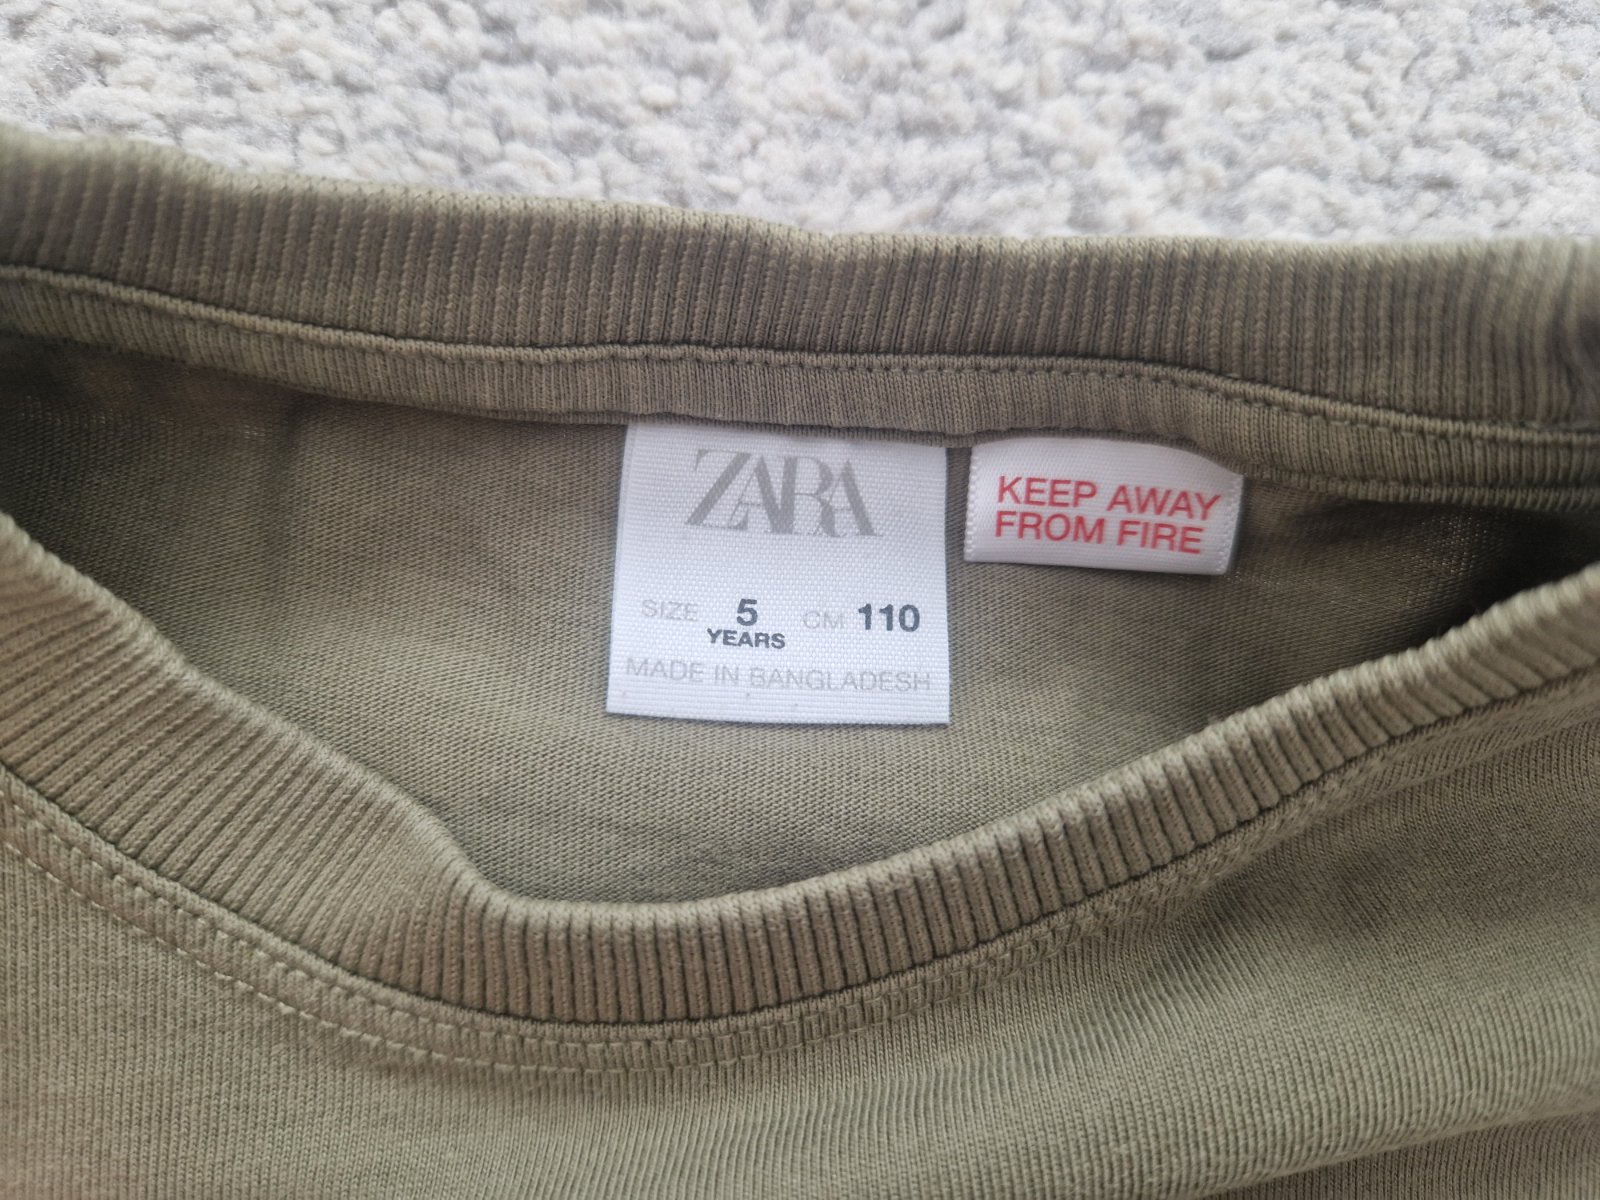 ZARA
SIZE 5 YEARS CM 110
MADE IN BANGLADESH
KEEP AWAY
FROM FIRE